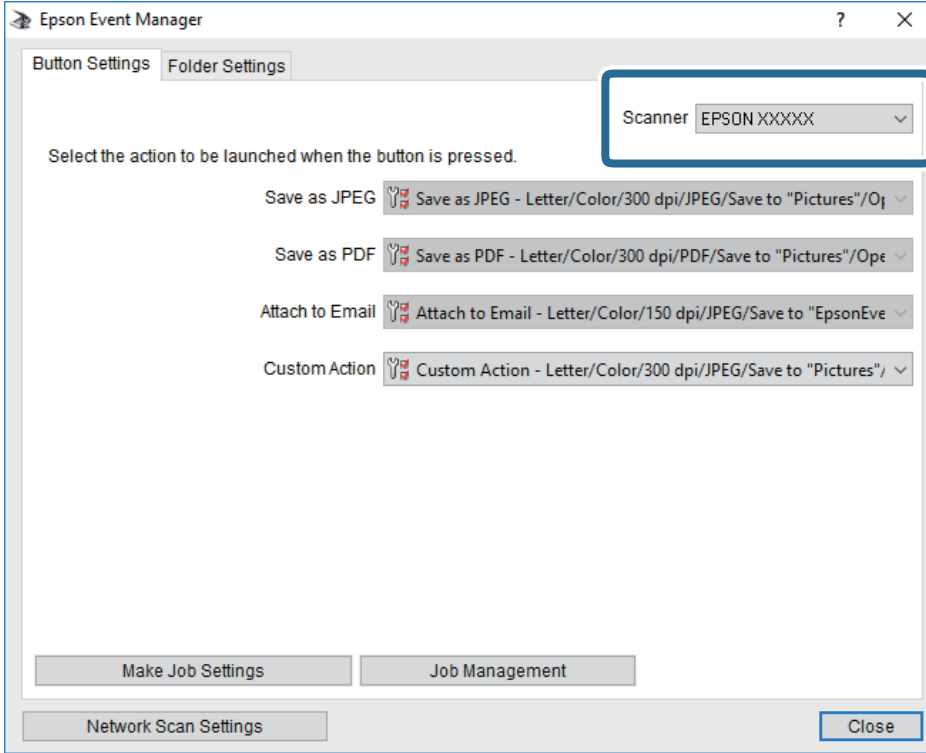 Epson Event Manager ? ✕
Button Settings Folder Settings
Scanner EPSON XXXXX
Select the action to be launched when the button is pressed.
Save as JPEG Save as JPEG - Letter/Color/300 dpi/JPEG/Save to "Pictures"/Op
Save as PDF Save as PDF - Letter/Color/300 dpi/PDF/Save to "Pictures"/Ope
Attach to Email Attach to Email - Letter/Color/150 dpi/JPEG/Save to "EpsonEve
Custom Action Custom Action - Letter/Color/300 dpi/JPEG/Save to "Pictures"/
Make Job Settings Job Management
Network Scan Settings Close